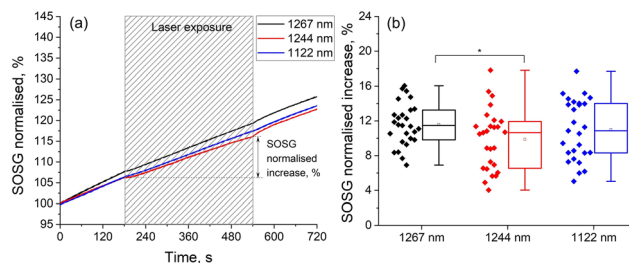 (a)
Laser exposure
1267 nm
1244 nm
1122 nm
SOSG normalised, %
145
140
135
130
125
120
115
110
105
100
95
SOSG
normalised
increase, %
0 120 240 360 480 600 720
Time, s
(b)
*
SOSG normalised increase, %
24
20
16
12
8
4
0
1267 nm 1244 nm 1122 nm